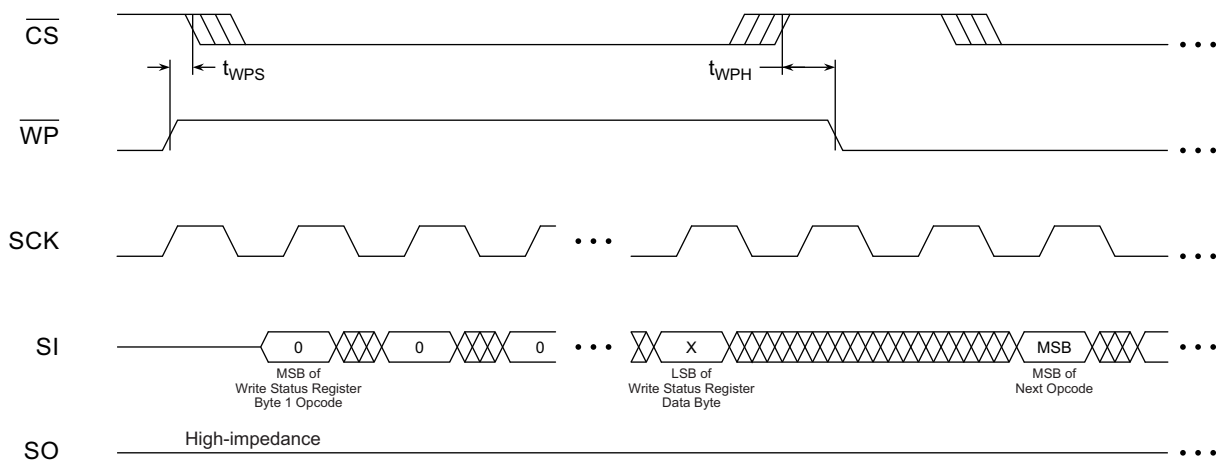 CS
tWPS
tWPH
WP
SCK
SI
0
0
0
X
MSB
MSB of
Write Status Register
Byte 1 Opcode
LSB of
Write Status Register
Data Byte
MSB of
Next Opcode
High-impedance
SO